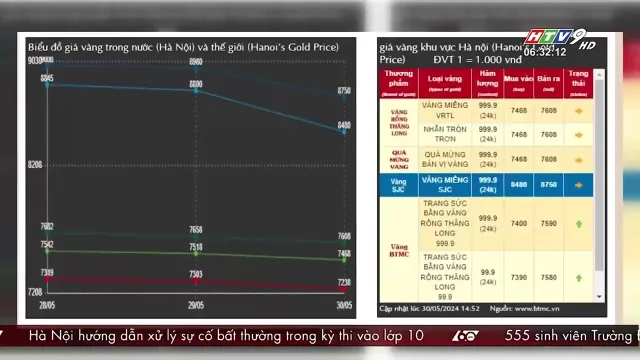 HTV9 HD
06:32:12
Biểu đồ giá vàng trong nước (Hà Nội) và thế giới (Hanoi's Gold Price)
9030
8980
8750
8845
8800
8480
8208
7682
7658
7608
7542
7518
7468
7319
7303
7238
7208
28/05 29/05 30/05
giá vàng khu vực Hà nội (Hanoi's Gold
Price) ĐVT 1 = 1.000 vnđ
Thương phẩm (Brand of gold) Loại vàng (types of gold) Hàm lượng (content) Mua vào (buy) Bán ra (sell) Trạng thái (status)
VÀNG RỒNG THĂNG LONG
VÀNG MIẾNG VRTL 999.9 (24k) 7468 7608
NHẪN TRÒN TRƠN 999.9 (24k) 7468 7608
QUÀ MỪNG VÀNG QUÀ MỪNG BẢN VỊ VÀNG 999.9 (24k) 7468 7608
Vàng SJC VÀNG MIẾNG SJC 999.9 (24k) 8480 8750
Vàng BTMC
TRANG SỨC BẰNG VÀNG RỒNG THĂNG LONG 999.9 999.9 (24k) 7400 7590
TRANG SỨC BẰNG VÀNG RỒNG THĂNG LONG 99.9 99.9 (24k) 7390 7580
Cập nhật lúc 30/05/2024 14:52 Nguồn: www.btmc.vn
Hà Nội hướng dẫn xử lý sự cố bất thường trong kỳ thi vào lớp 10 60 555 sinh viên Trường